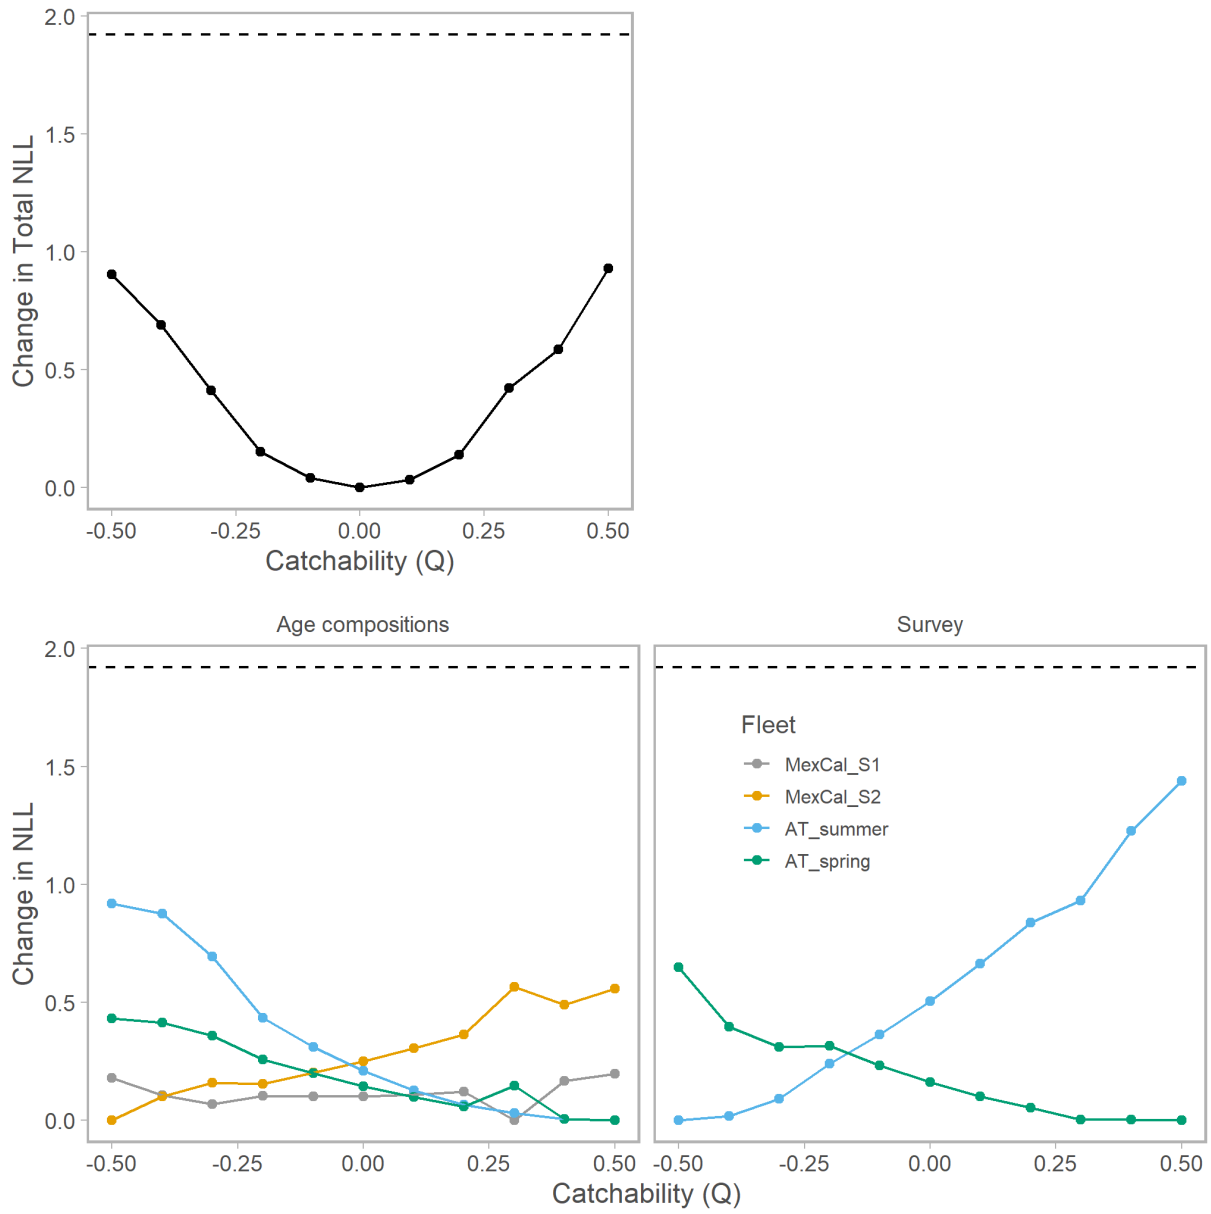 2.0
1.5
1.0
0.5
0.0
Change in Total NLL
-0.50 -0.25 0.00 0.25 0.50
Catchability (Q)
Age compositions
Survey
2.0
1.5
1.0
0.5
0.0
Change in NLL
Fleet
MexCal_S1
MexCal_S2
AT_summer
AT_spring
-0.50 -0.25 0.00 0.25 0.50
-0.50 -0.25 0.00 0.25 0.50
Catchability (Q)